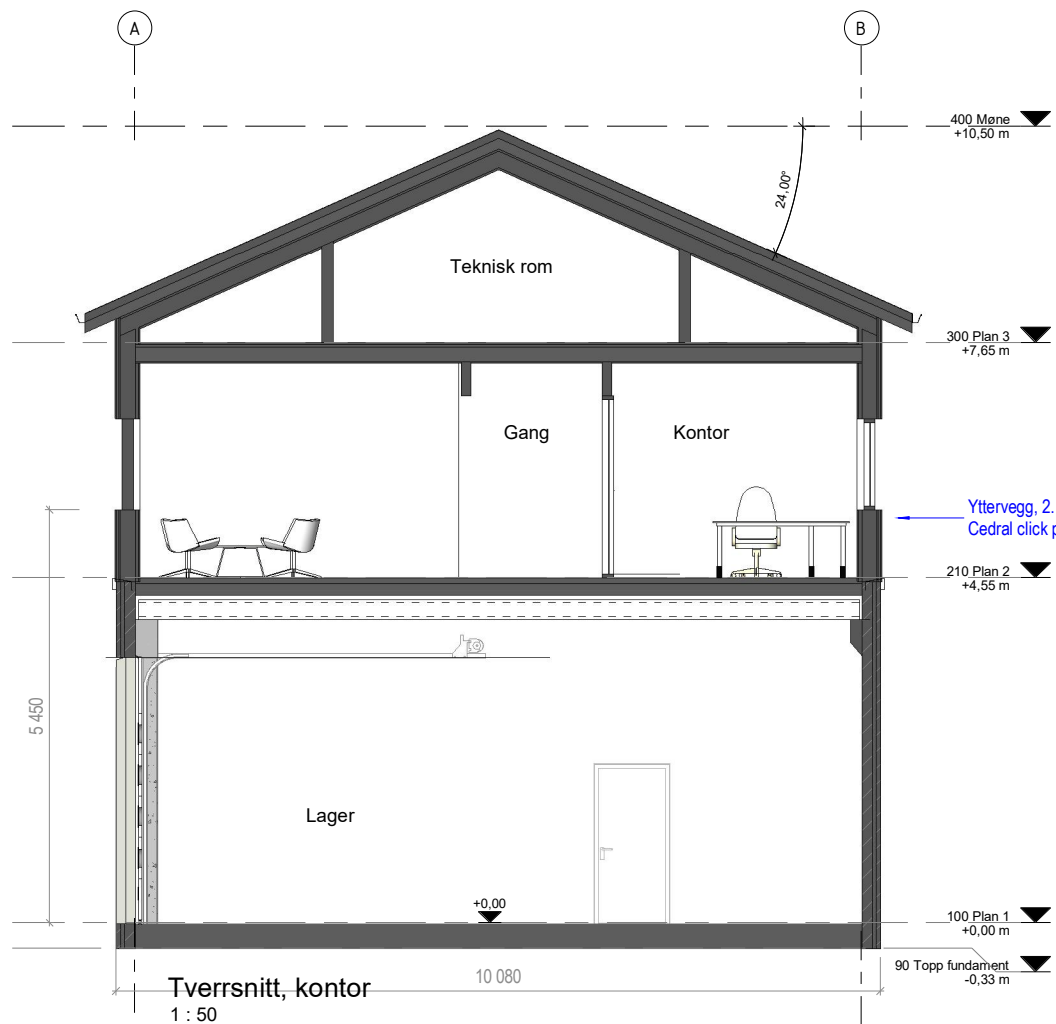 A
B
400 Møne
+10,50 m
24,00°
Teknisk rom
300 Plan 3
+7,65 m
Gang
Kontor
Yttervegg, 2.
Cedral click p
210 Plan 2
+4,55 m
5 450
Lager
+0,00
100 Plan 1
+0,00 m
90 Topp fundament
-0,33 m
10 080
Tverrsnitt, kontor
1 : 50